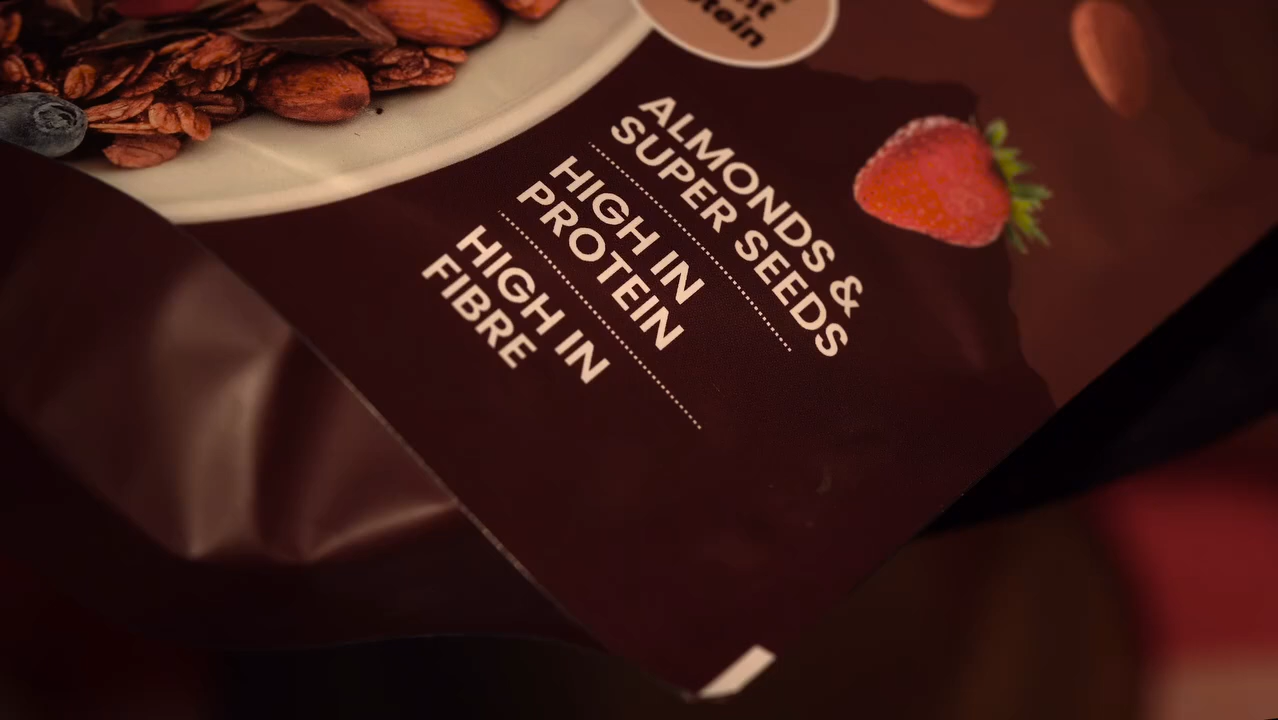 ALMONDS &
SUPER SEEDS
HIGH IN
PROTEIN
HIGH IN
FIBRE